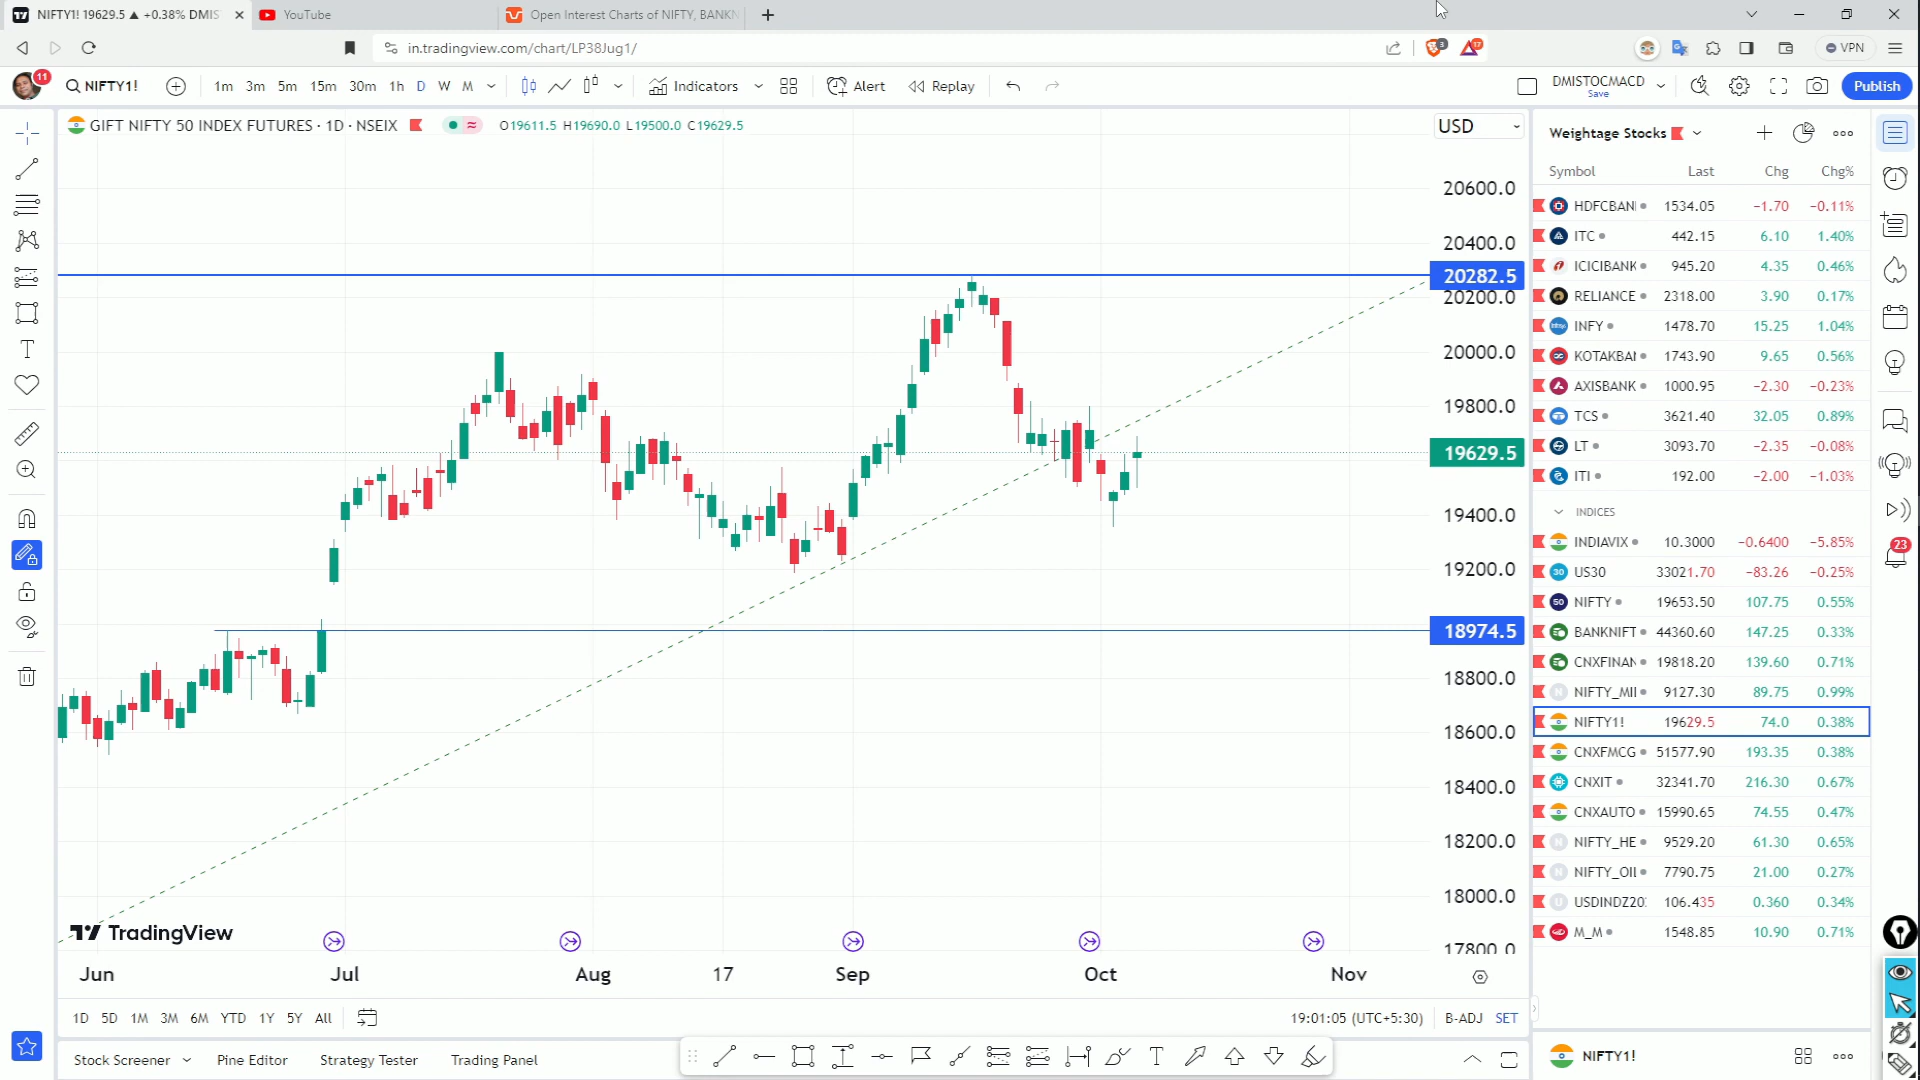 NIFTY1! 19629.5 ▲ +0.38% DMIS
YouTube
Open Interest Charts of NIFTY, BANKN
in.tradingview.com/chart/LP38Jug1/
3
17
VPN
11
NIFTY1!
1m 3m 5m 15m 30m 1h D W M
Indicators
Alert
Replay
DMISTOCMACD
Save
Publish
GIFT NIFTY 50 INDEX FUTURES · 1D · NSEIX
O19611.5 H19690.0 L19500.0 C19629.5
USD
20600.0
20400.0
20282.5
20200.0
20000.0
19800.0
19629.5
19400.0
19200.0
18974.5
18800.0
18600.0
18400.0
18200.0
18000.0
17800.0
TradingView
Jun Jul Aug 17 Sep Oct Nov
1D 5D 1M 3M 6M YTD 1Y 5Y All
19:01:05 (UTC+5:30) B-ADJ SET
Stock Screener Pine Editor Strategy Tester Trading Panel
Weightage Stocks
Symbol Last Chg Chg%
HDFCBANI 1534.05 −1.70 −0.11%
ITC 442.15 6.10 1.40%
ICICIBANK 945.20 4.35 0.46%
RELIANCE 2318.00 3.90 0.17%
INFY 1478.70 15.25 1.04%
KOTAKBAI 1743.90 9.65 0.56%
AXISBANK 1000.95 −2.30 −0.23%
TCS 3621.40 32.05 0.89%
LT 3093.70 −2.35 −0.08%
ITI 192.00 −2.00 −1.03%
INDICES
INDIAVIX 10.3000 −0.6400 −5.85%
30 US30 33021.70 −83.26 −0.25%
50 NIFTY 19653.50 107.75 0.55%
BANKNIFT 44360.60 147.25 0.33%
CNXFINAN 19818.20 139.60 0.71%
N NIFTY_MII 9127.30 89.75 0.99%
NIFTY1! 19629.5 74.0 0.38%
CNXFMCG 51577.90 193.35 0.38%
CNXIT 32341.70 216.30 0.67%
CNXAUTO 15990.65 74.55 0.47%
N NIFTY_HE 9529.20 61.30 0.65%
N NIFTY_OIL 7790.75 21.00 0.27%
U USDINDZ20 106.435 0.360 0.34%
M_M 1548.85 10.90 0.71%
23
NIFTY1!